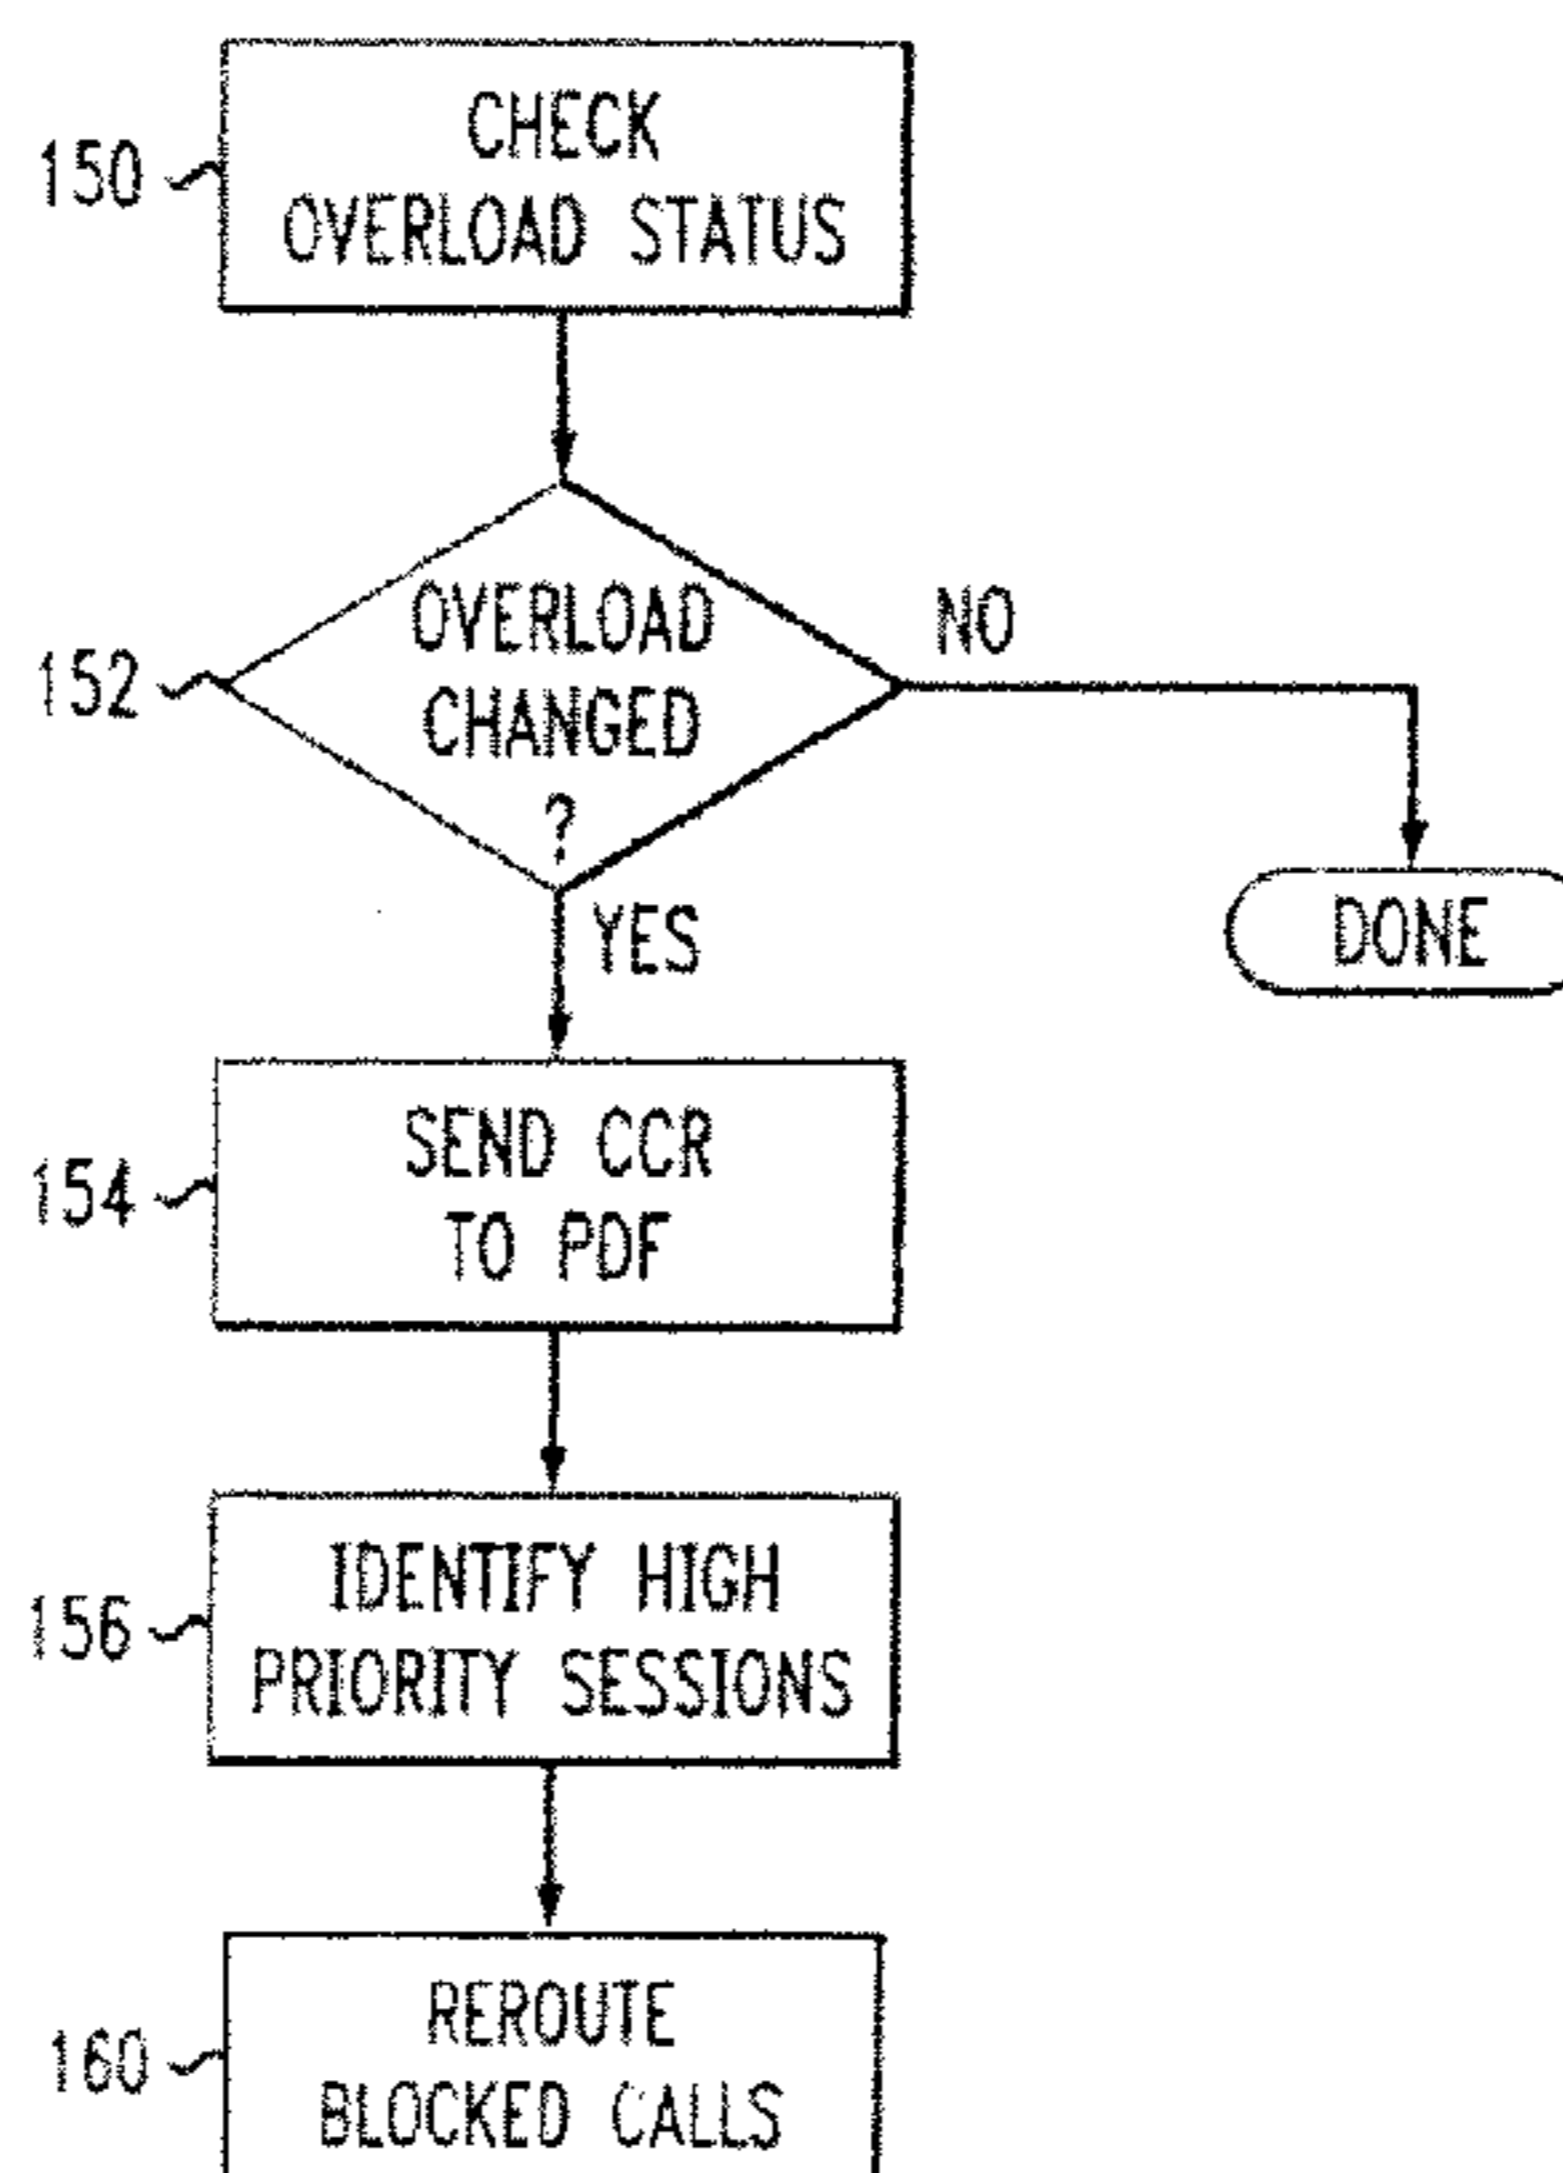 CHECK
150
OVERLOAD STATUS
OVERLOAD
NO
152
CHANGED
?
YES
DONE
SEND CCR
154
TO PDF
IDENTIFY HIGH
156
PRIORITY SESSIONS
REROUTE
160
BLOCKED CALLS